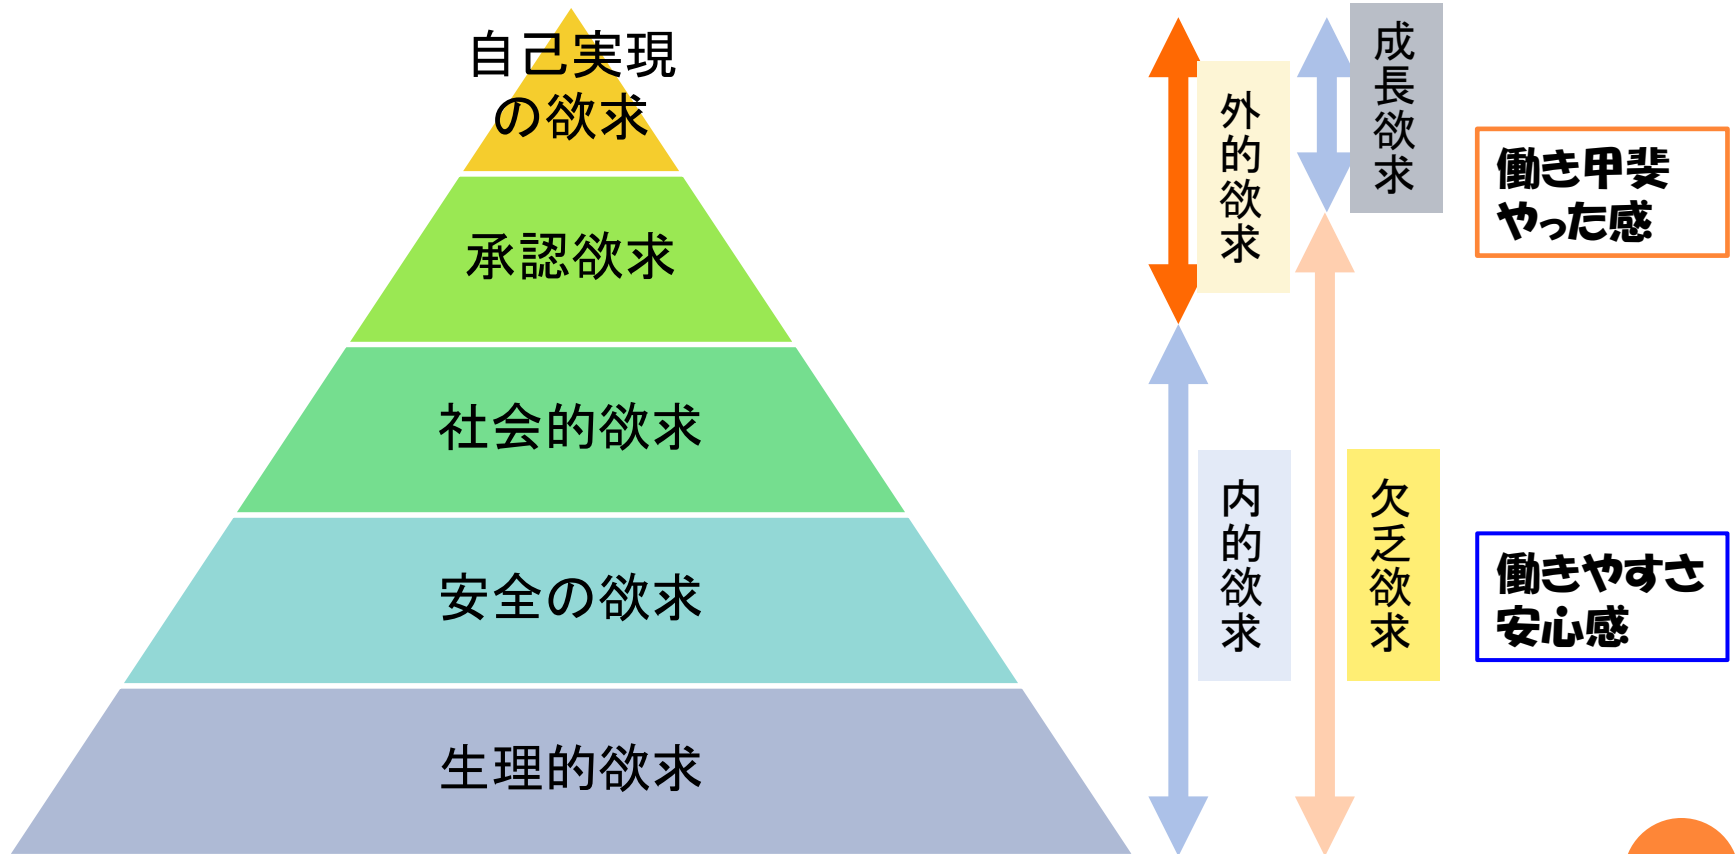 自己実現
の欲求
承認欲求
社会的欲求
安全の欲求
生理的欲求
外的欲求
内的欲求
成長欲求
欠乏欲求
働き甲斐
やった感
働きやすさ
安心感